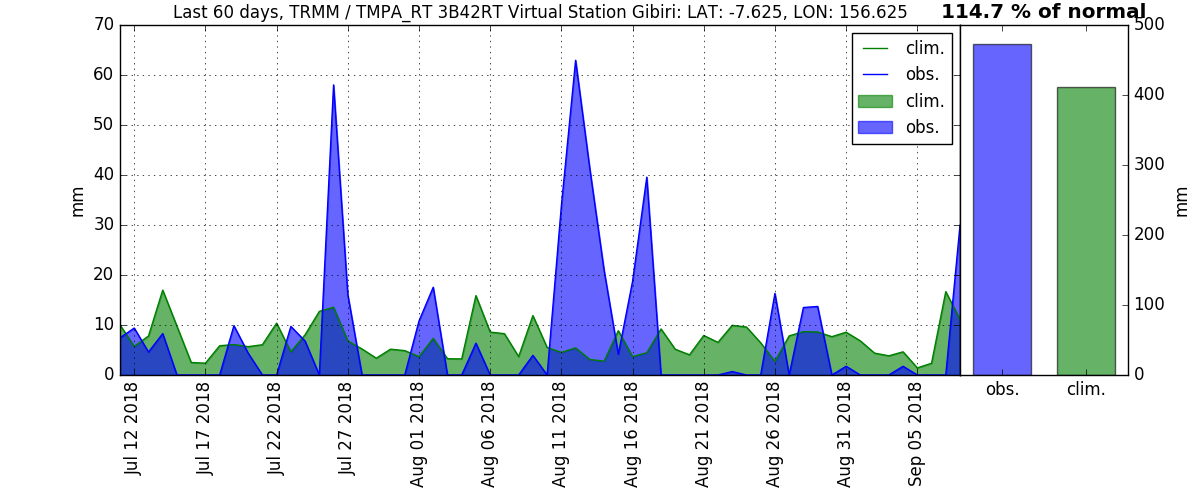 Last 60 days, TRMM / TMPA_RT 3B42RT Virtual Station Gibiri: LAT: -7.625, LON: 156.625
114.7 % of normal
70
60
50
40
30
20
10
0
mm
clim.
obs.
clim.
obs.
Jul 12 2018
Jul 17 2018
Jul 22 2018
Jul 27 2018
Aug 01 2018
Aug 06 2018
Aug 11 2018
Aug 16 2018
Aug 21 2018
Aug 26 2018
Aug 31 2018
Sep 05 2018
500
400
300
200
100
0
mm
obs.
clim.